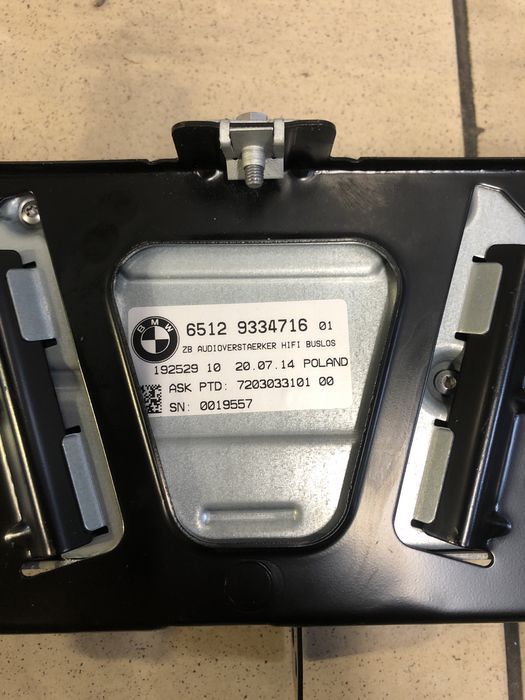 BMW
6512 9334716 01
ZB AUDIOVERSTAERKER HIFI BUSLOS
192529 10 20.07.14 POLAND
ASK PTD: 7203033101 00
SN: 0019557